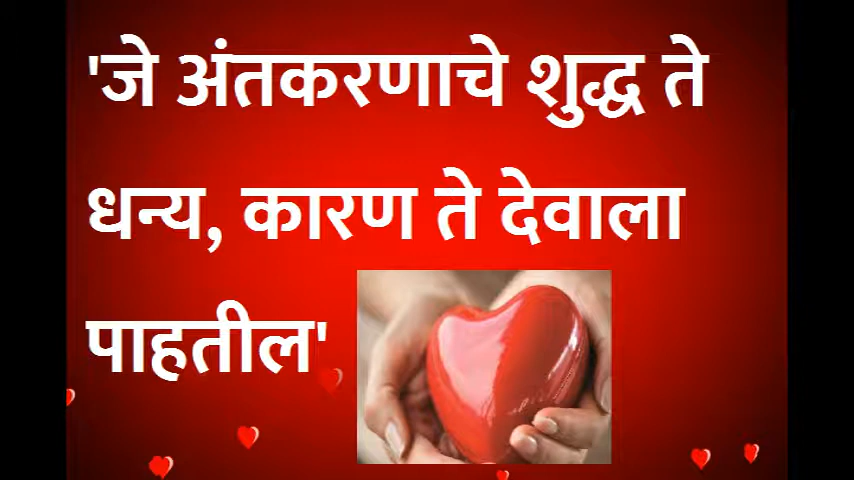 'जे अंतकरणाचे शुद्ध ते
धन्य, कारण ते देवाला
पाहतील'